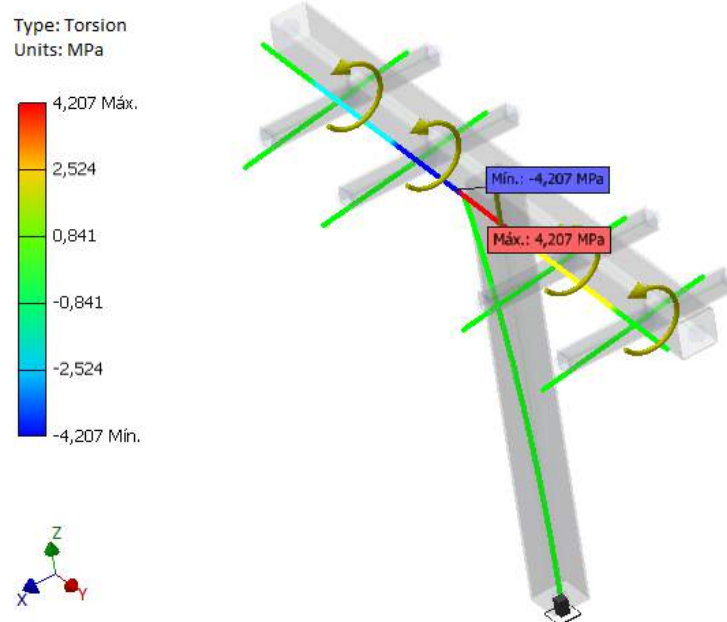 Type: Torsion
Units: MPa
4,207 Máx.
2,524
0,841
-0,841
-2,524
-4,207 Mín.
Mín.: -4,207 MPa
Máx.: 4,207 MPa
Z
X
Y